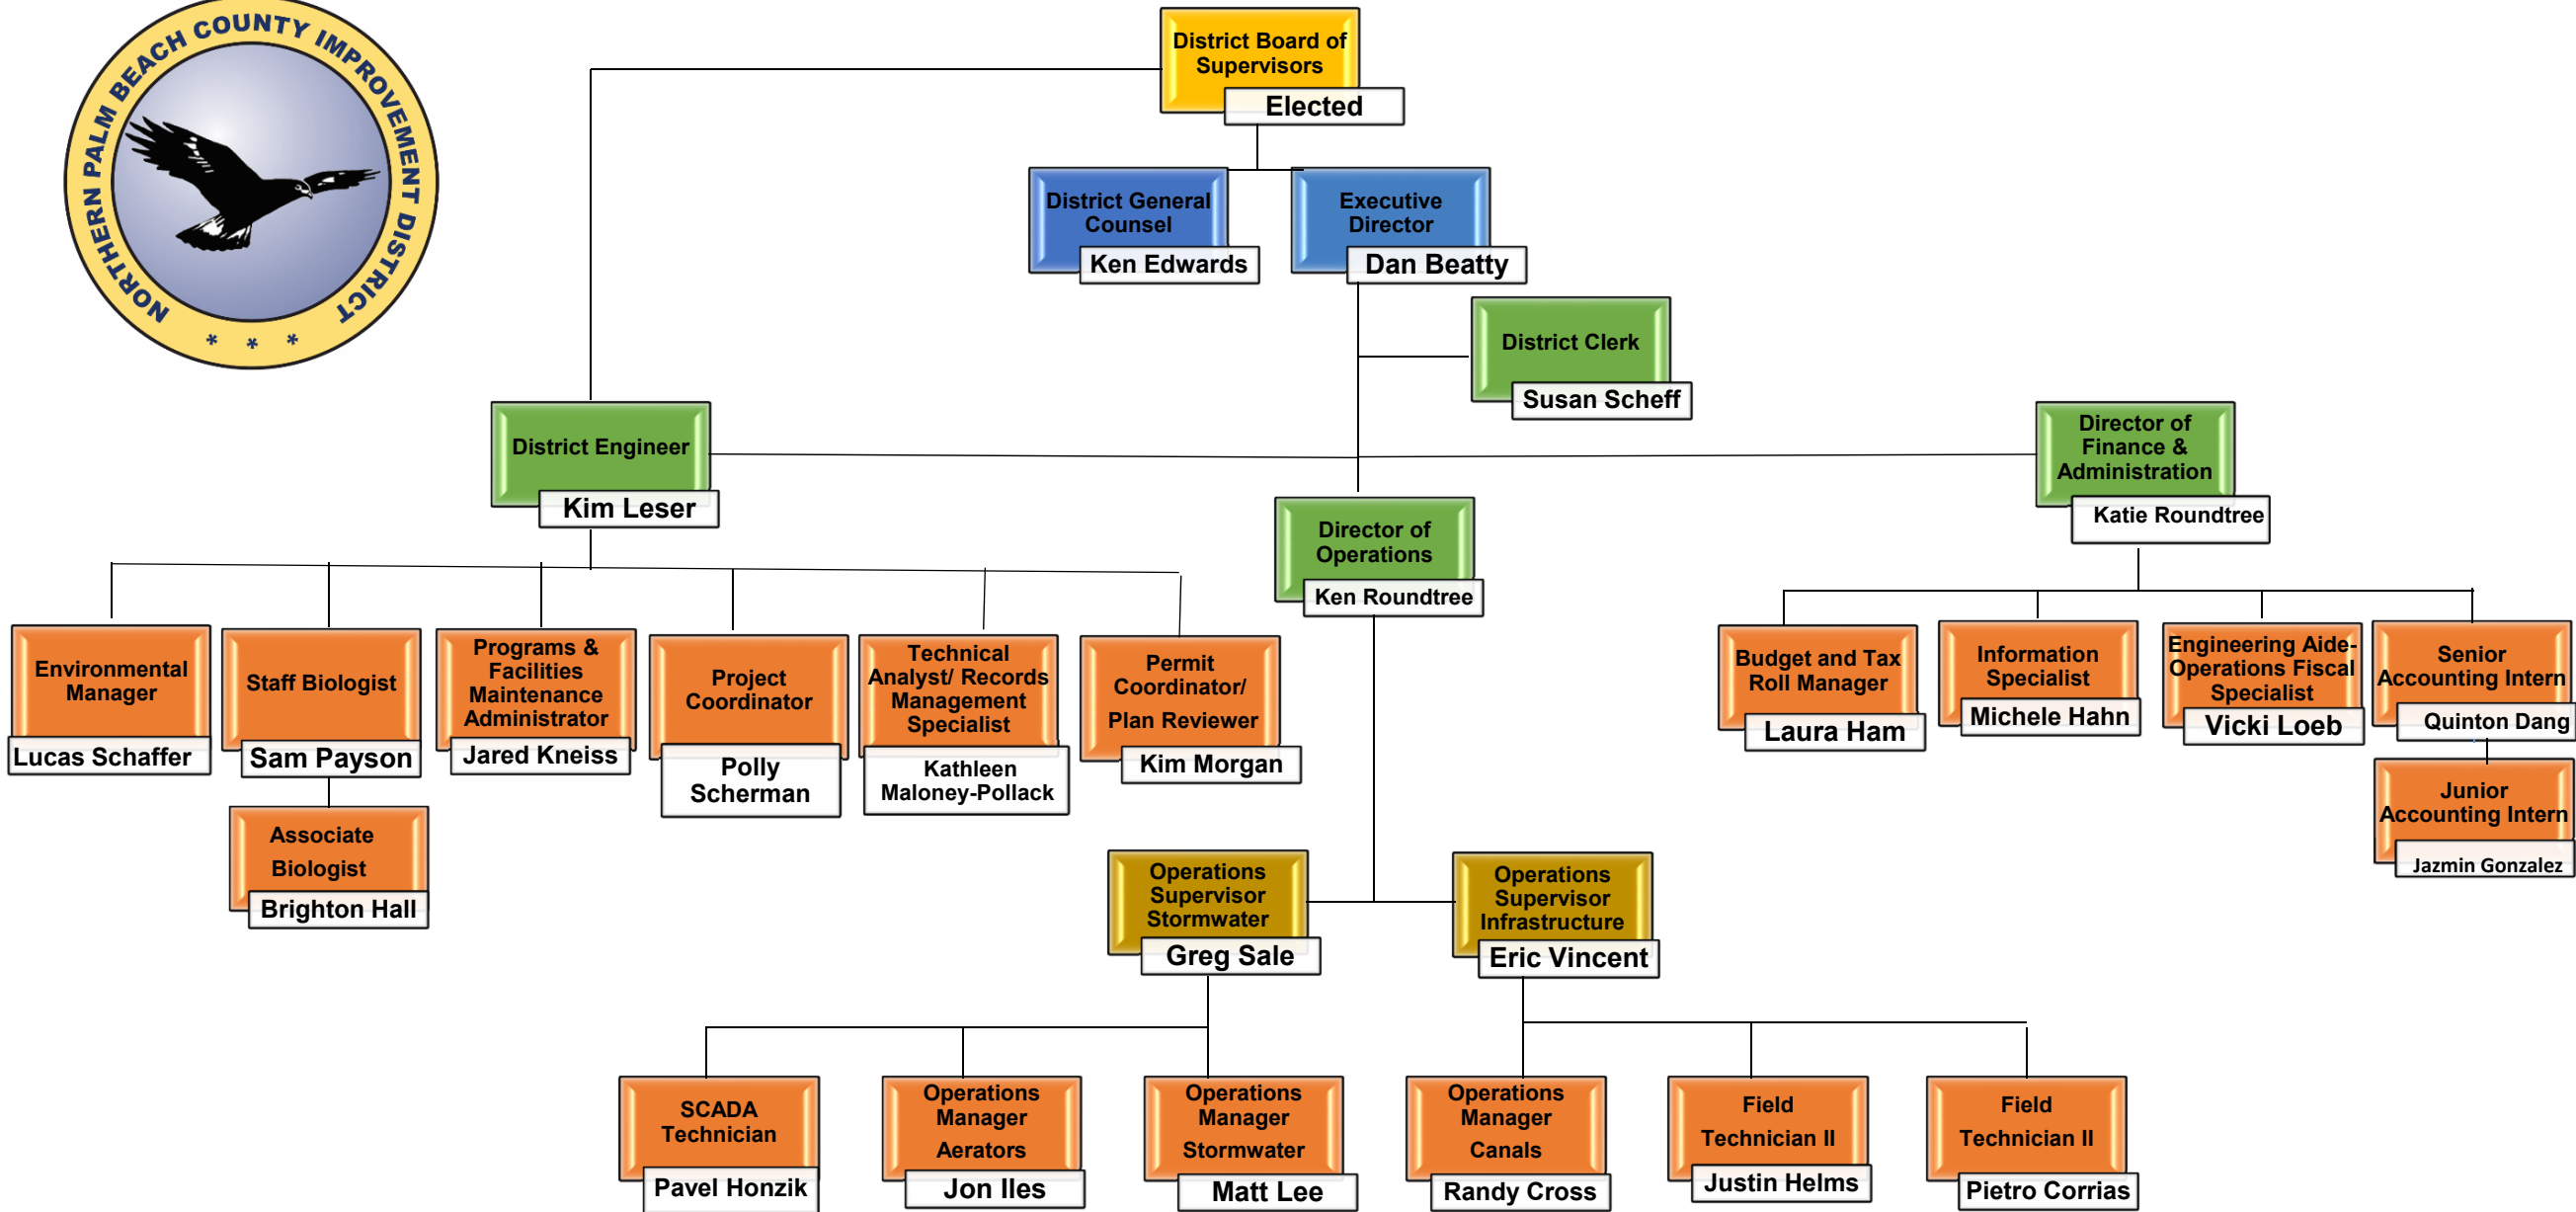 NORTHERN PALM BEACH COUNTY IMPROVEMENT DISTRICT
* * *
District Board of
Supervisors
Elected
District General
Counsel
Ken Edwards
Executive
Director
Dan Beatty
District Clerk
Susan Scheff
District Engineer
Kim Leser
Director of
Finance &
Administration
Katie Roundtree
Director of
Operations
Ken Roundtree
Environmental
Manager
Lucas Schaffer
Staff Biologist
Sam Payson
Programs &
Facilities
Maintenance
Administrator
Jared Kneiss
Project
Coordinator
Polly
Scherman
Technical
Analyst/ Records
Management
Specialist
Kathleen
Maloney-Pollack
Permit
Coordinator/
Plan Reviewer
Kim Morgan
Budget and Tax
Roll Manager
Laura Ham
Information
Specialist
Michele Hahn
Engineering Aide-
Operations Fiscal
Specialist
Vicki Loeb
Senior
Accounting Intern
Quinton Dang
Junior
Accounting Intern
Jazmin Gonzalez
Associate
Biologist
Brighton Hall
Operations
Supervisor
Stormwater
Greg Sale
Operations
Supervisor
Infrastructure
Eric Vincent
SCADA
Technician
Pavel Honzik
Operations
Manager
Aerators
Jon Iles
Operations
Manager
Stormwater
Matt Lee
Operations
Manager
Canals
Randy Cross
Field
Technician II
Justin Helms
Field
Technician II
Pietro Corrias